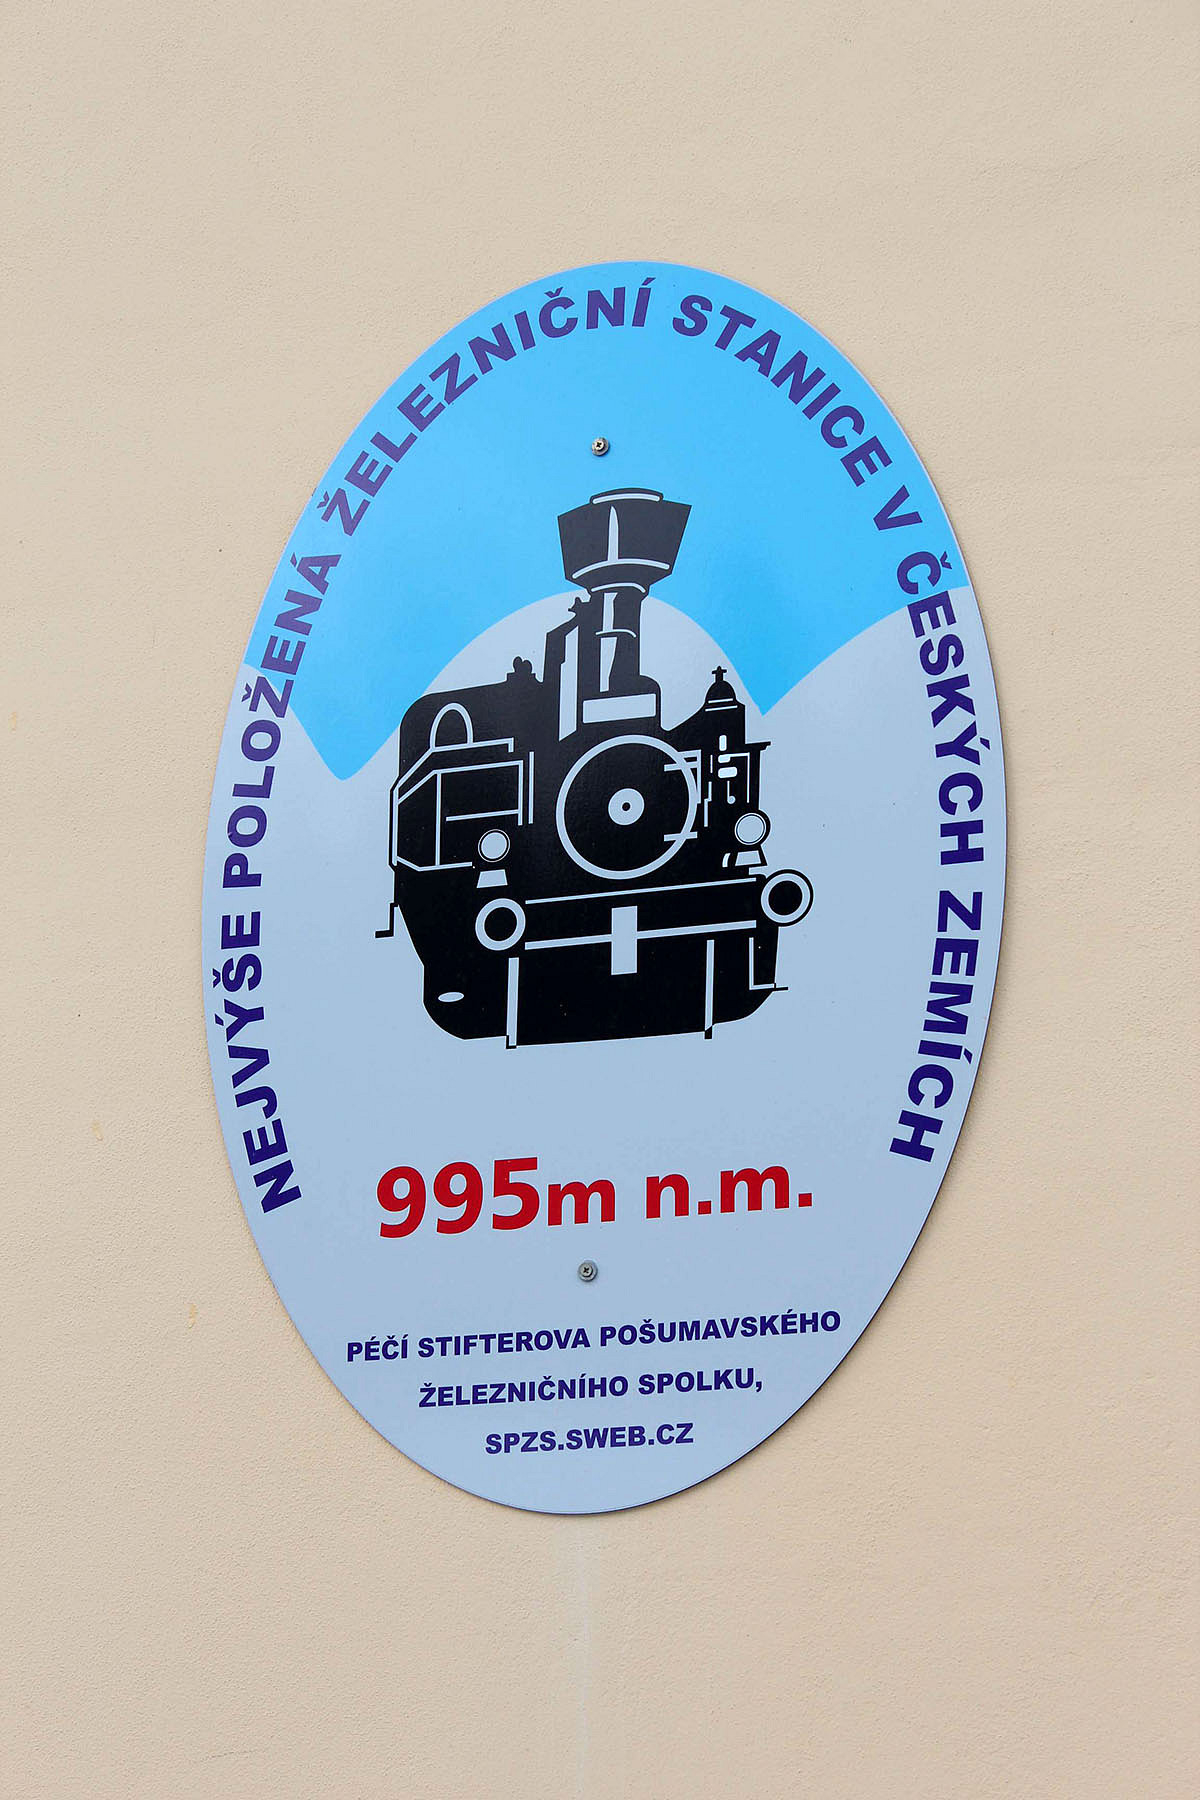 NEJVÝŠE POLOŽENÁ ŽELEZNIČNÍ STANICE V ČESKÝCH ZEMÍCH
995m n.m.
PÉČÍ STIFTEROVA POŠUMAVSKÉHO
ŽELEZNIČNÍHO SPOLKU,
SPZS.SWEB.CZ